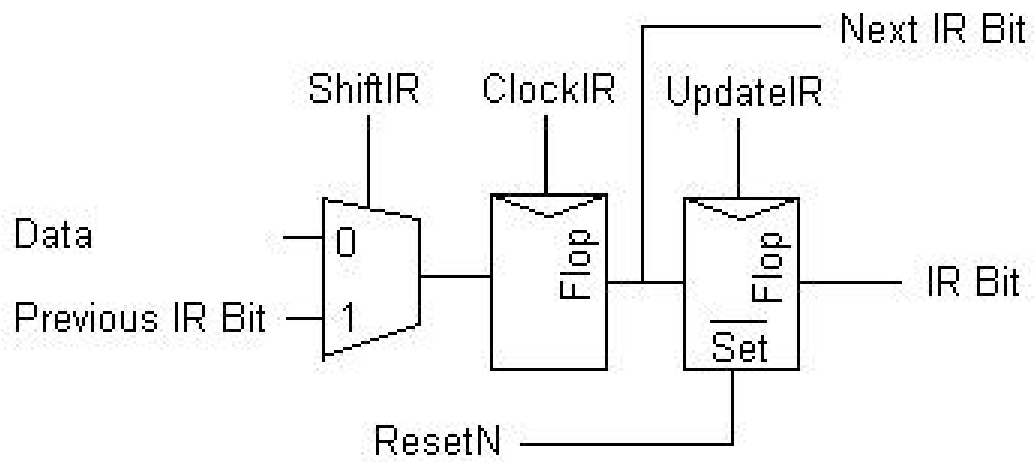 Next IR Bit
ShiftIR
ClockIR
UpdateIR
Data
0
Flop
Flop
IR Bit
Previous IR Bit
1
Set
ResetN